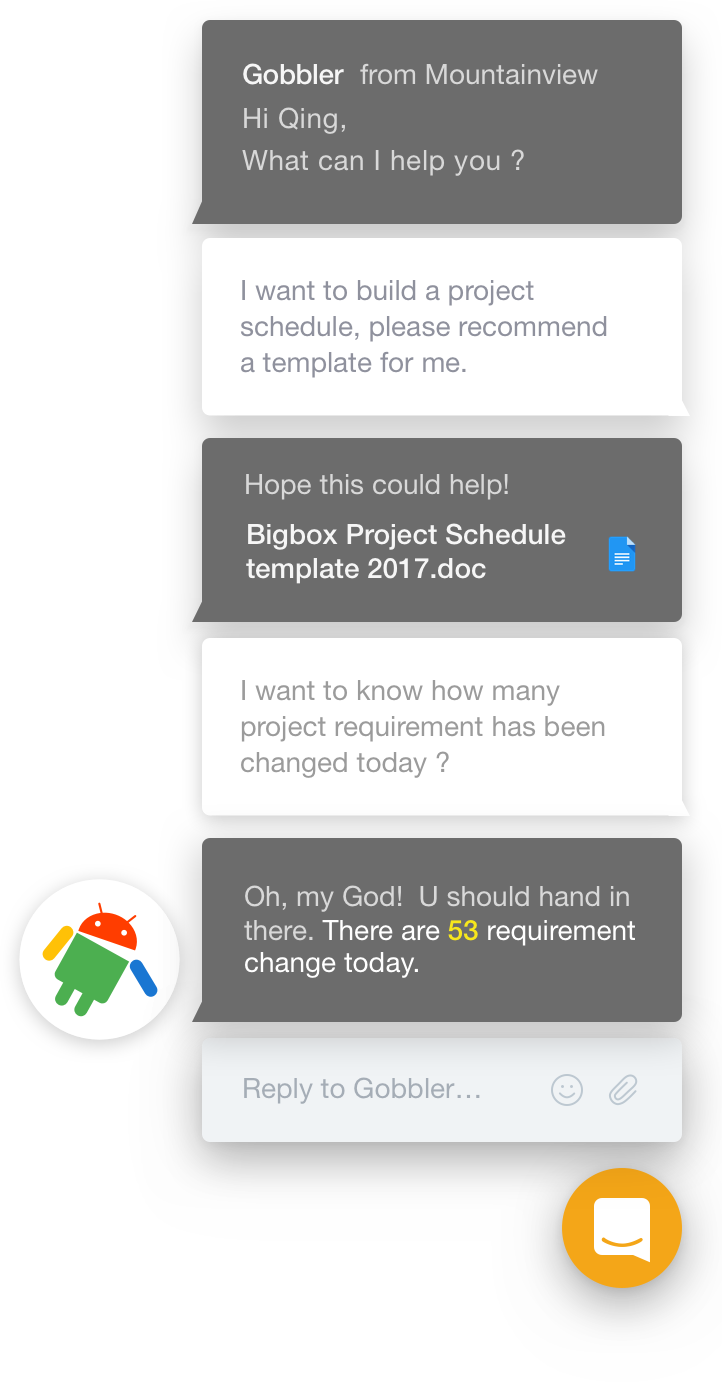 Gobbler from Mountainview
Hi Qing,
What can I help you ?
I want to build a project
schedule, please recommend
a template for me.
Hope this could help!
Bigbox Project Schedule
template 2017.doc
I want to know how many
project requirement has been
changed today ?
Oh, my God! U should hand in
there. There are 53 requirement
change today.
Reply to Gobbler…